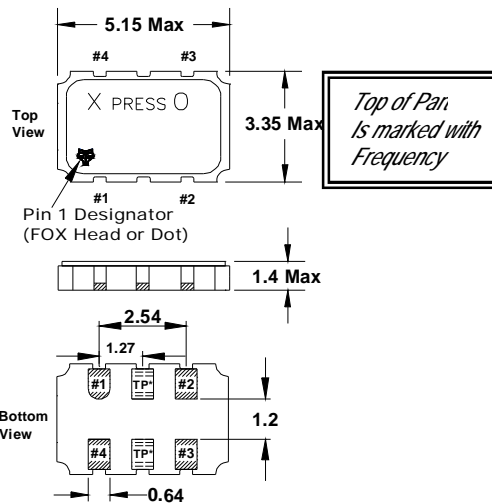 5.15 Max
#4
#3
X PRESS O
Top
View
3.35 Max
Top of Part
Is marked with
Frequency
#1
#2
Pin 1 Designator
(FOX Head or Dot)
1.4 Max
2.54
1.27
#1
TP*
#2
1.2
Bottom
View
#4
TP*
#3
0.64